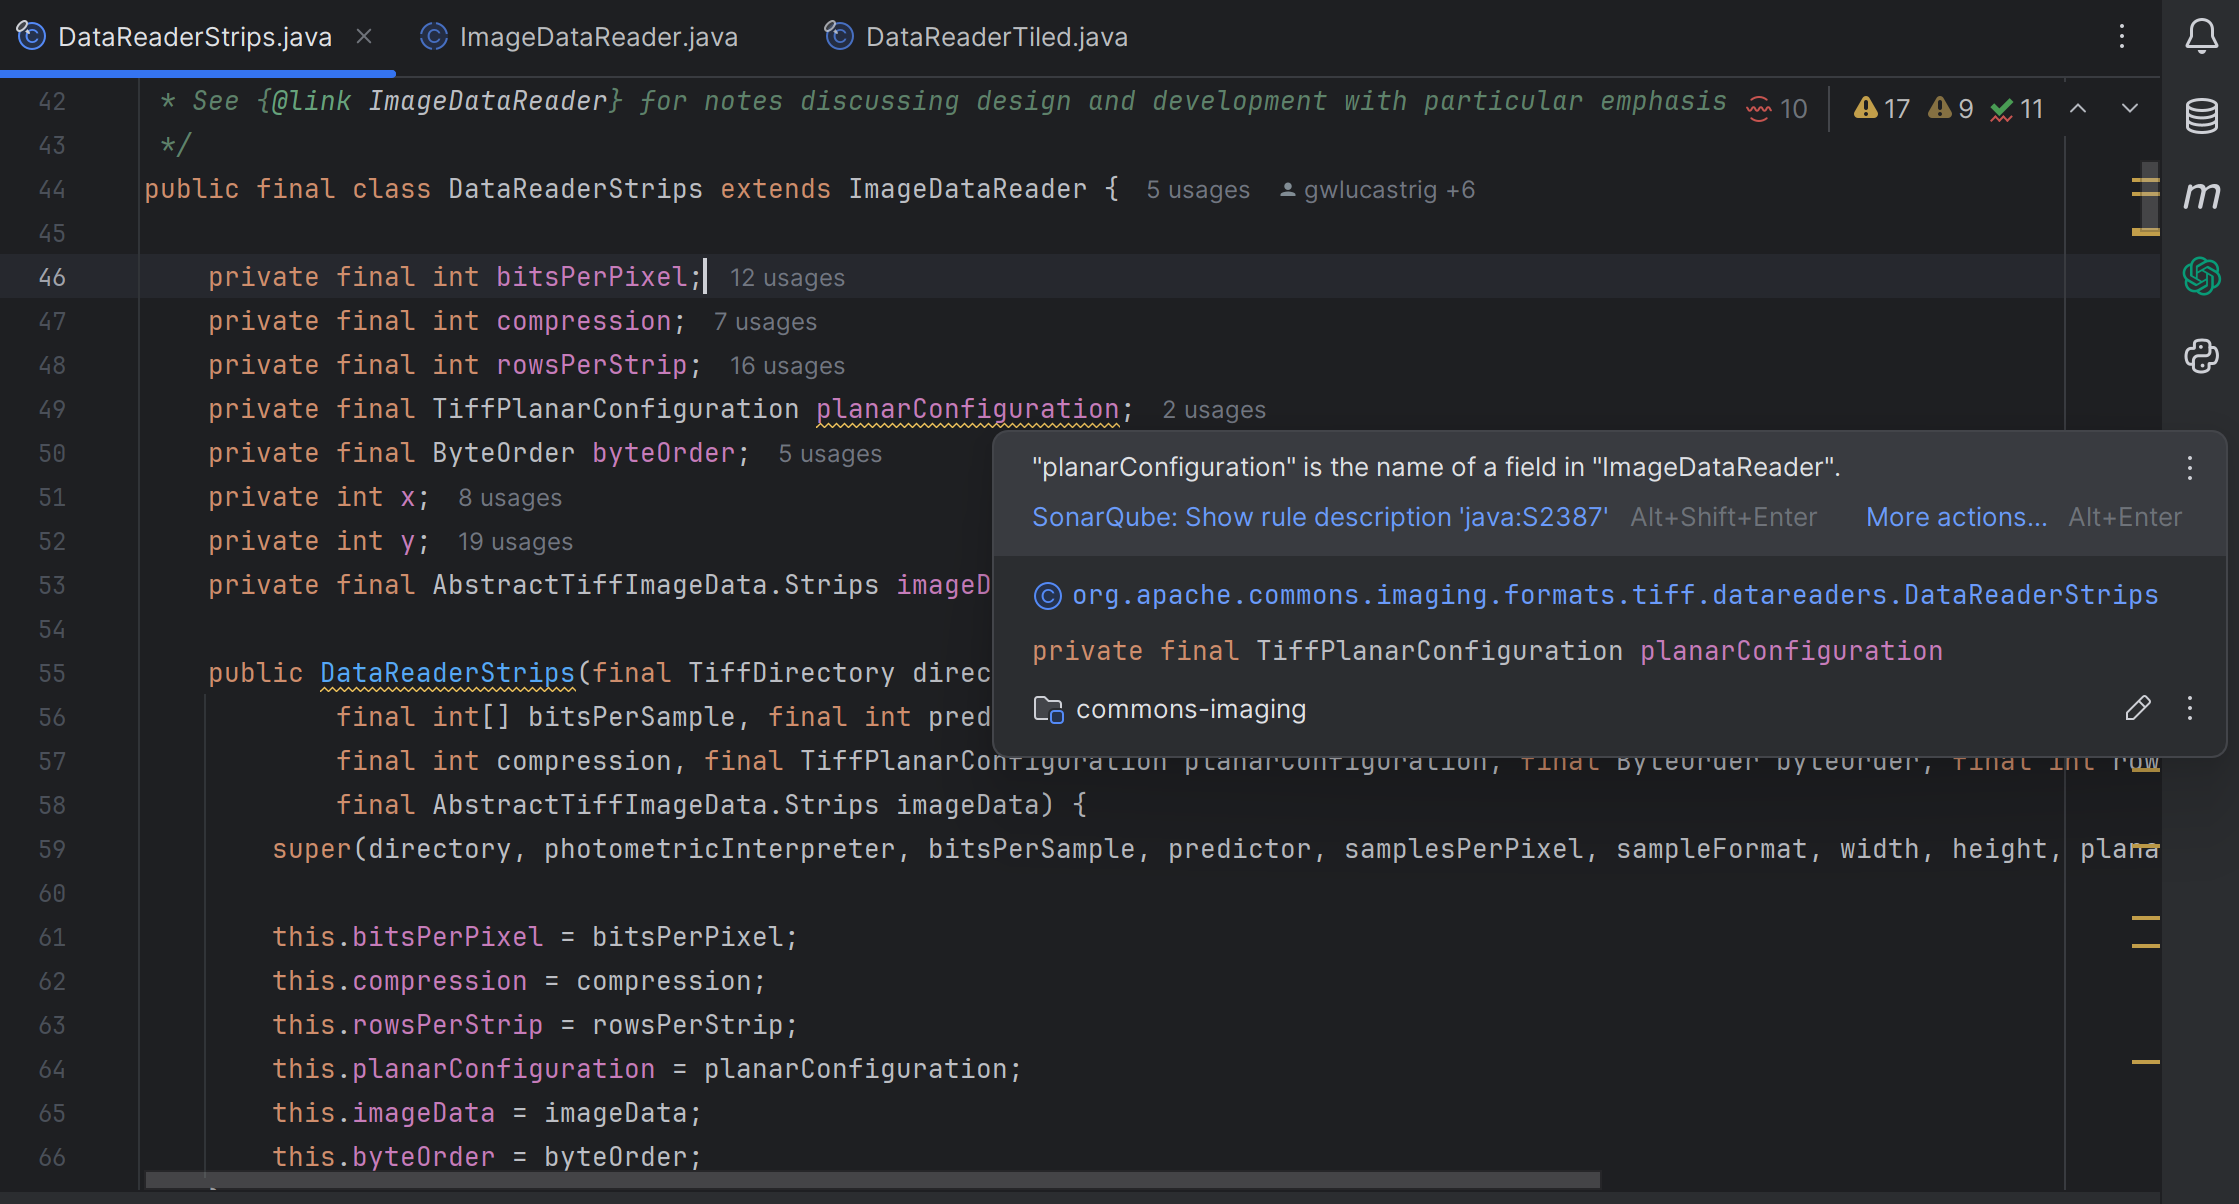 DataReaderStrips.java
ImageDataReader.java
DataReaderTiled.java
42 * See {@link ImageDataReader} for notes discussing design and development with particular emphasis
10 17 9 11
43 */
44 public final class DataReaderStrips extends ImageDataReader { 5 usages gwlucastrig +6
45
46 private final int bitsPerPixel; 12 usages
47 private final int compression; 7 usages
48 private final int rowsPerStrip; 16 usages
49 private final TiffPlanarConfiguration planarConfiguration; 2 usages
50 private final ByteOrder byteOrder; 5 usages
51 private int x; 8 usages
52 private int y; 19 usages
53 private final AbstractTiffImageData.Strips imageD
54
55 public DataReaderStrips(final TiffDirectory direc
56 final int[] bitsPerSample, final int pred
57 final int compression, final TiffPlanarConfiguration planarConfiguration, final ByteOrder byteOrder, final int row
58 final AbstractTiffImageData.Strips imageData) {
59 super(directory, photometricInterpreter, bitsPerSample, predictor, samplesPerPixel, sampleFormat, width, height, plana
60
61 this.bitsPerPixel = bitsPerPixel;
62 this.compression = compression;
63 this.rowsPerStrip = rowsPerStrip;
64 this.planarConfiguration = planarConfiguration;
65 this.imageData = imageData;
66 this.byteOrder = byteOrder;
"planarConfiguration" is the name of a field in "ImageDataReader".
SonarQube: Show rule description 'java:S2387' Alt+Shift+Enter More actions... Alt+Enter
org.apache.commons.imaging.formats.tiff.datareaders.DataReaderStrips
private final TiffPlanarConfiguration planarConfiguration
commons-imaging
m